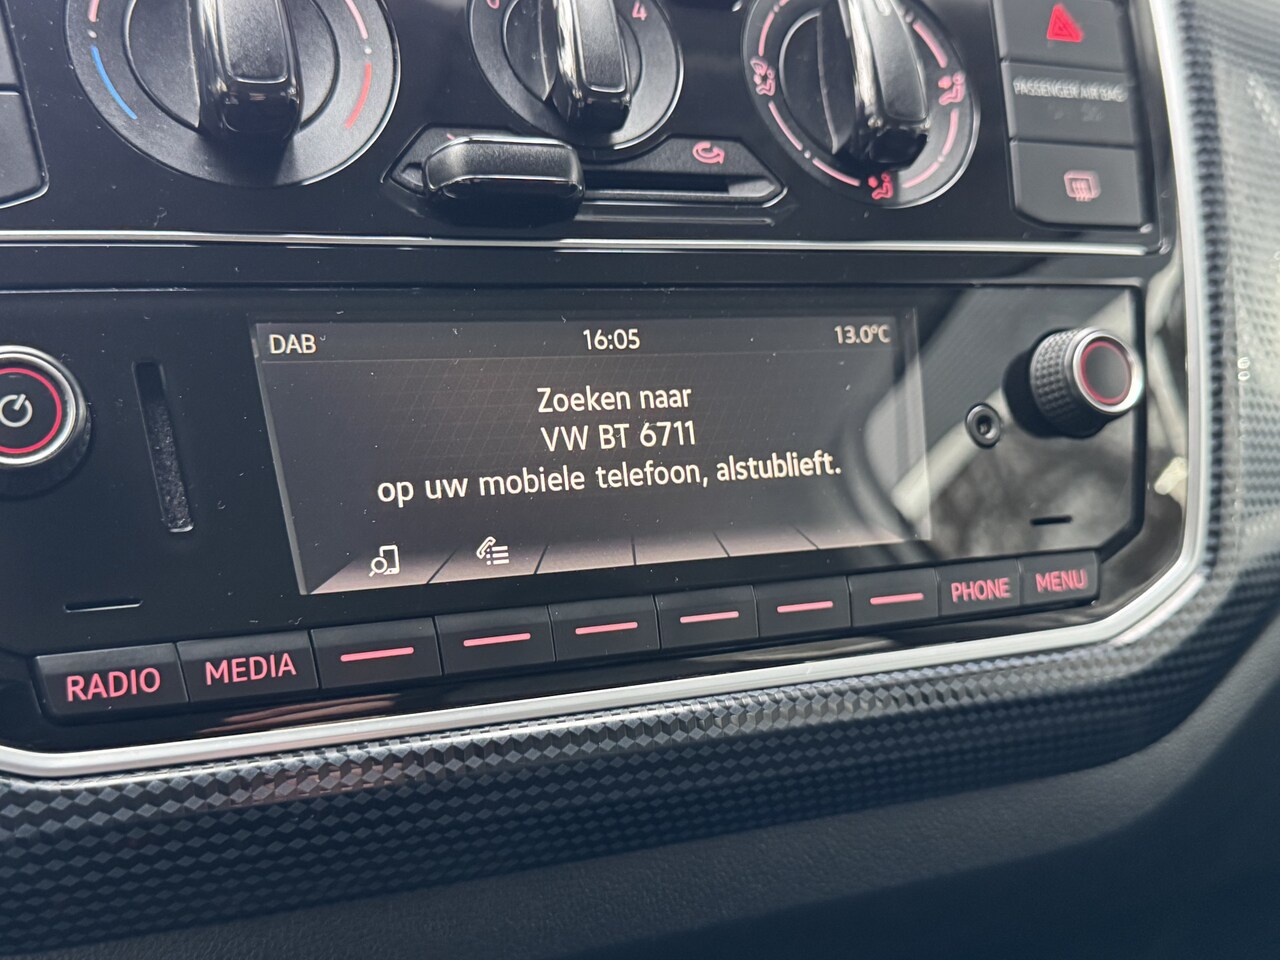 4
PASSENGER AIR BAG
DAB 16:05 13.0°C
Zoeken naar
VW BT 6711
op uw mobiele telefoon, alstublieft.
RADIO MEDIA PHONE MENU